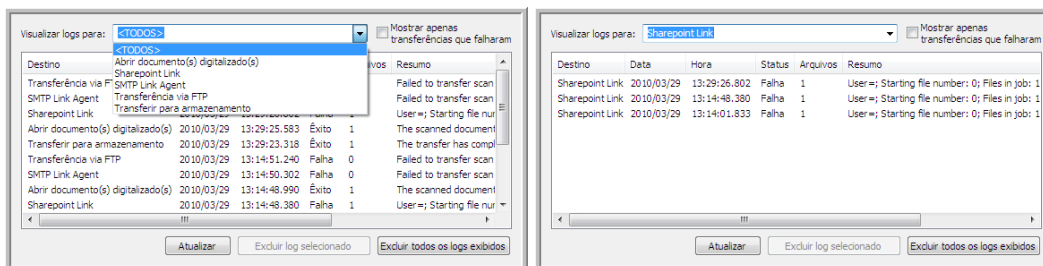 Visualizar logs para: <TODOS>
Mostrar apenas
transferências que falharam
<TODOS>
Abrir documento(s) digitalizado(s)
Sharepoint Link
SMTP Link Agent
Transferência via FTP
Transferir para armazenamento
Destino Resumo
Transferência via Failed to transfer scan
SMTP Link Agent Failed to transfer scan
Sharepoint Link User=; Starting file nur
Abrir documento(s) digitalizado(s) 2010/03/29 13:29:25.583 Êxito 1 The scanned document
Transferir para armazenamento 2010/03/29 13:29:23.318 Êxito 1 The transfer has compl
Transferência via FTP 2010/03/29 13:14:51.240 Falha 0 Failed to transfer scan
SMTP Link Agent 2010/03/29 13:14:50.302 Falha 0 Failed to transfer scan
Abrir documento(s) digitalizado(s) 2010/03/29 13:14:48.990 Êxito 1 The scanned document
Sharepoint Link 2010/03/29 13:14:48.380 Falha 1 User=; Starting file nur
Atualizar Excluir log selecionado Excluir todos os logs exibidos
Visualizar logs para: Sharepoint Link
Mostrar apenas
transferências que falharam
Destino Data Hora Status Arquivos Resumo
Sharepoint Link 2010/03/29 13:29:26.802 Falha 1 User=; Starting file number: 0; Files in job: 1
Sharepoint Link 2010/03/29 13:14:48.380 Falha 1 User=; Starting file number: 0; Files in job: 1
Sharepoint Link 2010/03/29 13:14:01.833 Falha 1 User=; Starting file number: 0; Files in job: 1
Atualizar Excluir log selecionado Excluir todos os logs exibidos